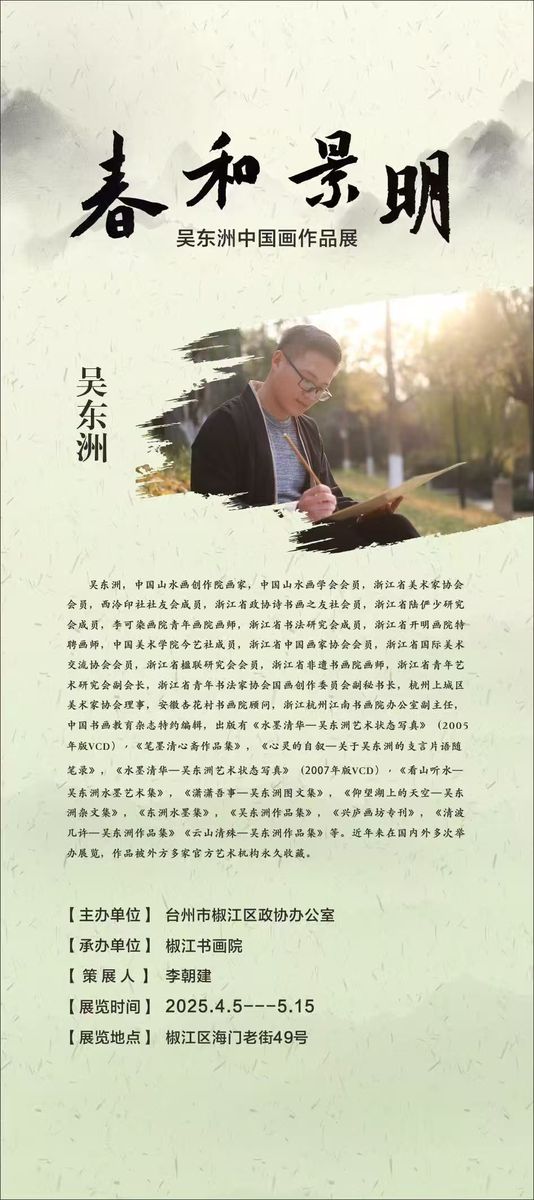 春和景明
吴东洲中国画作品展
吴东洲
吴东洲，中国山水画创作院画家，中国山水画学会会员，浙江省美术家协会
会员，西泠印社社友会成员，浙江省政协诗书画之友社会员，浙江省陆俨少研究
会成员，李可染画院青年画院画师，浙江省书法研究会成员，浙江省开明画院特
聘画师，中国美术学院今艺社成员，浙江省中国画家协会会员，浙江省国际美术
交流协会会员，浙江省楹联研究会会员，浙江省非遗书画院画师，浙江省青年艺
术研究会副会长，浙江省青年书法家协会国画创作委员会副秘书长，杭州上城区
美术家协会理事，安徽杏花村书画院顾问，浙江杭州江南书画院办公室副主任，
中国书画教育杂志特约编辑，出版有《水墨清华—吴东洲艺术状态写真》（2005
年版VCD），《笔墨清心斋作品集》，《心灵的自叙—关于吴东洲的支言片语随
笔录》，《水墨清华—吴东洲艺术状态写真》（2007年版VCD），《看山听水—
吴东洲水墨艺术集》，《潇潇吾事—吴东洲图文集》，《仰望湖上的天空—吴东
洲杂文集》，《东洲水墨集》，《吴东洲作品集》，《兴庐画坊专刊》，《清波
几许—吴东洲作品集》《云山清殊—吴东洲作品集》等。近年来在国内外多次举
办展览，作品被外方多家官方艺术机构永久收藏。
【主办单位】 台州市椒江区政协办公室
【承办单位】 椒江书画院
【策展人】 李朝建
【展览时间】 2025.4.5---5.15
【展览地点】 椒江区海门老街49号